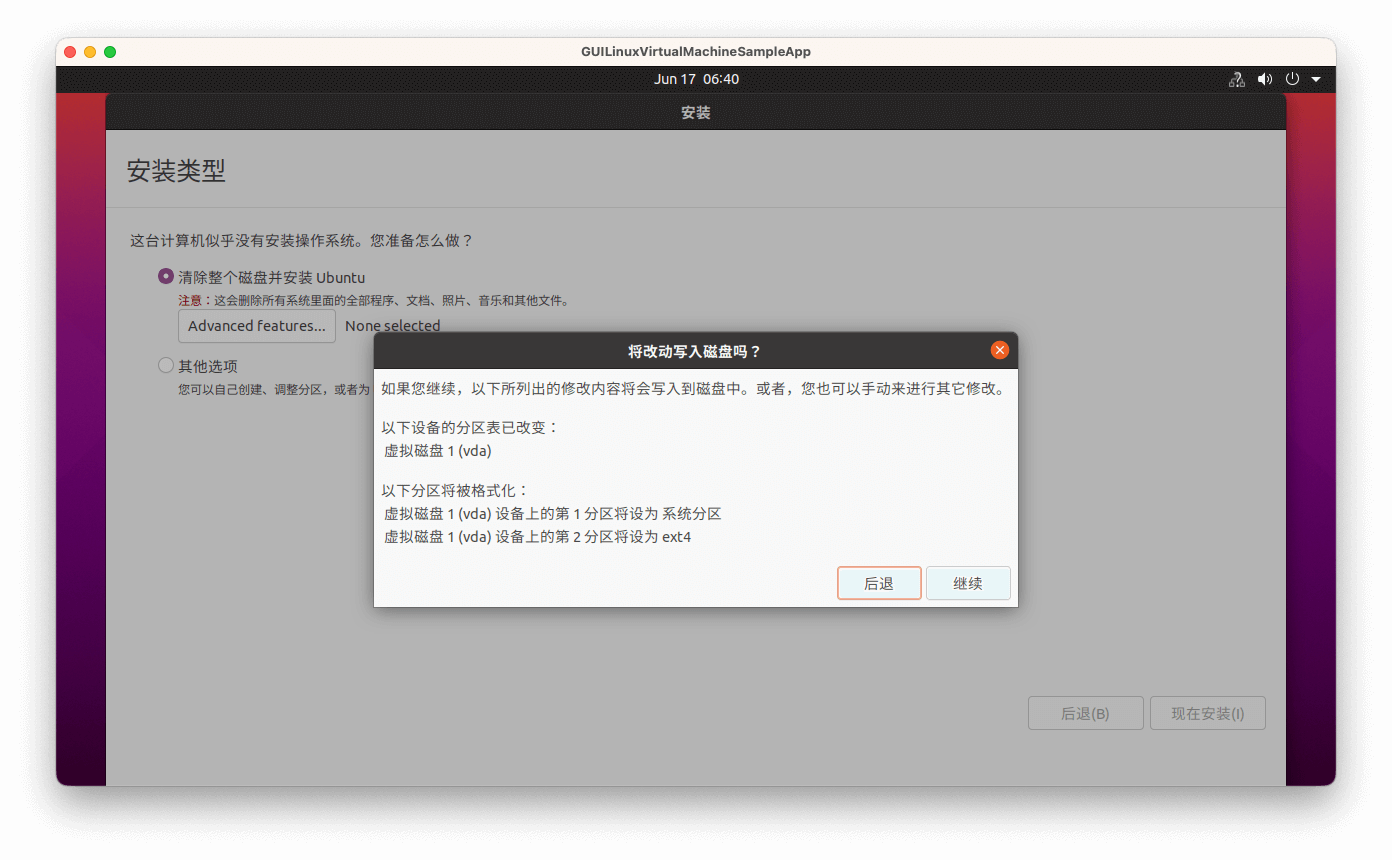 GUILinuxVirtualMachineSampleApp
Jun 17 06:40
安装
安装类型
这台计算机似乎没有安装操作系统。您准备怎么做？
清除整个磁盘并安装 Ubuntu
注意：这会删除所有系统里面的全部程序、文档、照片、音乐和其他文件。
Advanced features...
None selected
其他选项
您可以自己创建、调整分区，或者为
将改动写入磁盘吗？
如果您继续，以下所列出的修改内容将会写入到磁盘中。或者，您也可以手动来进行其它修改。
以下设备的分区表已改变：
虚拟磁盘 1 (vda)
以下分区将被格式化：
虚拟磁盘 1 (vda) 设备上的第 1 分区将设为 系统分区
虚拟磁盘 1 (vda) 设备上的第 2 分区将设为 ext4
后退
继续
后退(B)
现在安装(I)